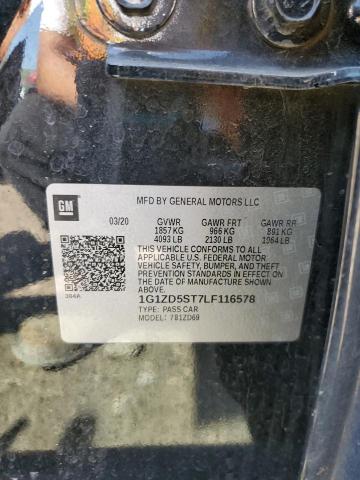 GM
MFD BY GENERAL MOTORS LLC
03/20 GVWR GAWR FRT GAWR RR
1857 KG 966 KG 891 KG
4093 LB 2130 LB 1964 LB
THIS VEHICLE CONFORMS TO ALL
APPLICABLE U.S. FEDERAL MOTOR
VEHICLE SAFETY, BUMPER, AND THEFT
PREVENTION STANDARDS IN EFFECT ON
THE DATE OF MANUFACTURE SHOWN ABOVE.
384A 1G1ZD5ST7LF116578
TYPE: PASS CAR
MODEL: 781ZD69